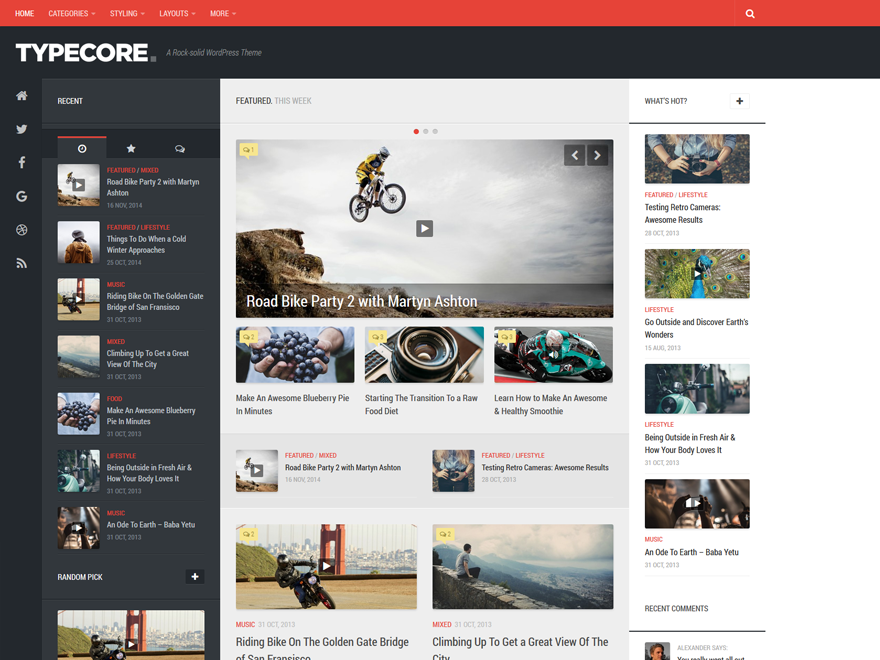 HOME CATEGORIES STYLING LAYOUTS MORE
TYPECORE.
A Rock-solid WordPress Theme
RECENT
FEATURED / MIXED
Road Bike Party 2 with Martyn
Ashton
16 NOV, 2014
FEATURED / LIFESTYLE
Things To Do When a Cold
Winter Approaches
25 OCT, 2014
MUSIC
Riding Bike On The Golden Gate
Bridge of San Fransisco
31 OCT, 2013
MIXED
Climbing Up To Get a Great
View Of The City
31 OCT, 2013
FOOD
Make An Awesome Blueberry
Pie In Minutes
31 OCT, 2013
LIFESTYLE
Being Outside in Fresh Air &
How Your Body Loves It
31 OCT, 2013
MUSIC
An Ode To Earth – Baba Yetu
31 OCT, 2013
RANDOM PICK
FEATURED. THIS WEEK
1
Road Bike Party 2 with Martyn Ashton
2
Make An Awesome Blueberry Pie
In Minutes
Starting The Transition To a Raw
Food Diet
Learn How to Make An Awesome
& Healthy Smoothie
FEATURED / MIXED
Road Bike Party 2 with Martyn Ashton
16 NOV, 2014
FEATURED / LIFESTYLE
Testing Retro Cameras: Awesome Results
28 OCT, 2013
2
MUSIC 31 OCT, 2013
Riding Bike On The Golden Gate Bridge
of San Fransisco
2
MIXED 31 OCT, 2013
Climbing Up To Get a Great View Of The
City
WHAT'S HOT?
FEATURED / LIFESTYLE
Testing Retro Cameras:
Awesome Results
28 OCT, 2013
LIFESTYLE
Go Outside and Discover Earth's
Wonders
15 AUG, 2013
LIFESTYLE
Being Outside in Fresh Air &
How Your Body Loves It
31 OCT, 2013
MUSIC
An Ode To Earth – Baba Yetu
31 OCT, 2013
RECENT COMMENTS
ALEXANDER SAYS:
You really went all out